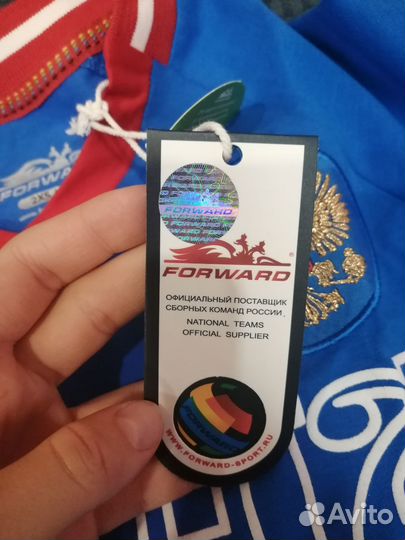 FORWARD
FORWARD®
ОФИЦИАЛЬНЫЙ ПОСТАВЩИК
СБОРНЫХ КОМАНД РОССИИ.
NATIONAL TEAMS
OFFICIAL SUPPLIER
FORWARD
WWW.FORWARD-SPORT.RU
FORWARD
Avito